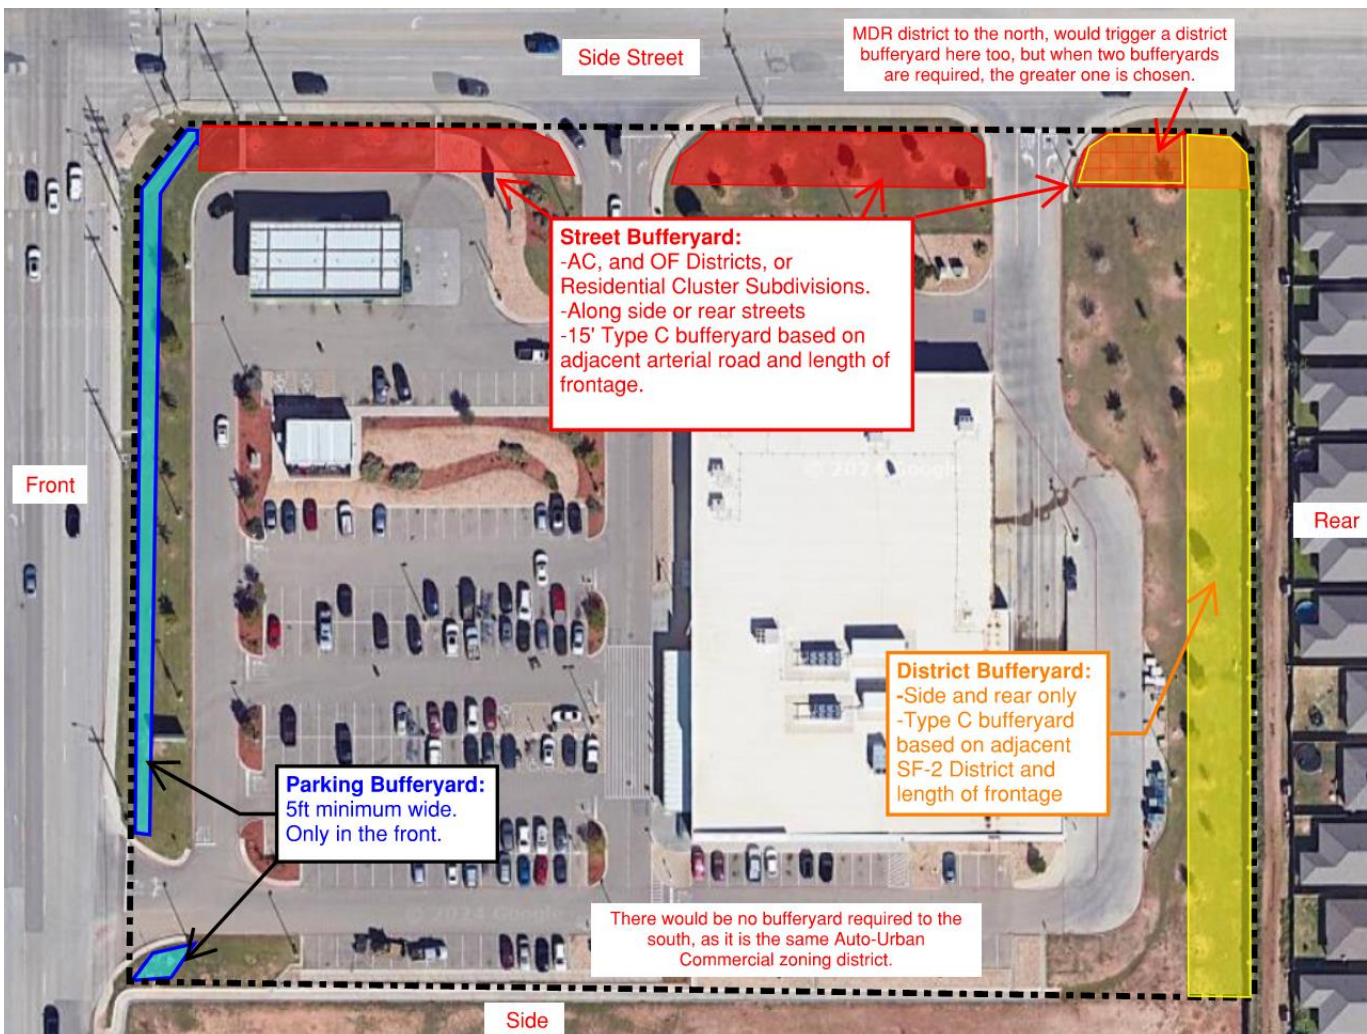 MDR district to the north, would trigger a district
bufferyard here too, but when two bufferyards
are required, the greater one is chosen.
Side Street
Street Bufferyard:
-AC, and OF Districts, or
Residential Cluster Subdivisions.
-Along side or rear streets
-15' Type C bufferyard based on
adjacent arterial road and length of
frontage.
© 2024 Google
Front
Rear
District Bufferyard:
-Side and rear only
-Type C bufferyard
based on adjacent
SF-2 District and
length of frontage
Parking Bufferyard:
5ft minimum wide.
Only in the front.
© 2024 Google
There would be no bufferyard required to the
south, as it is the same Auto-Urban
Commercial zoning district.
Side